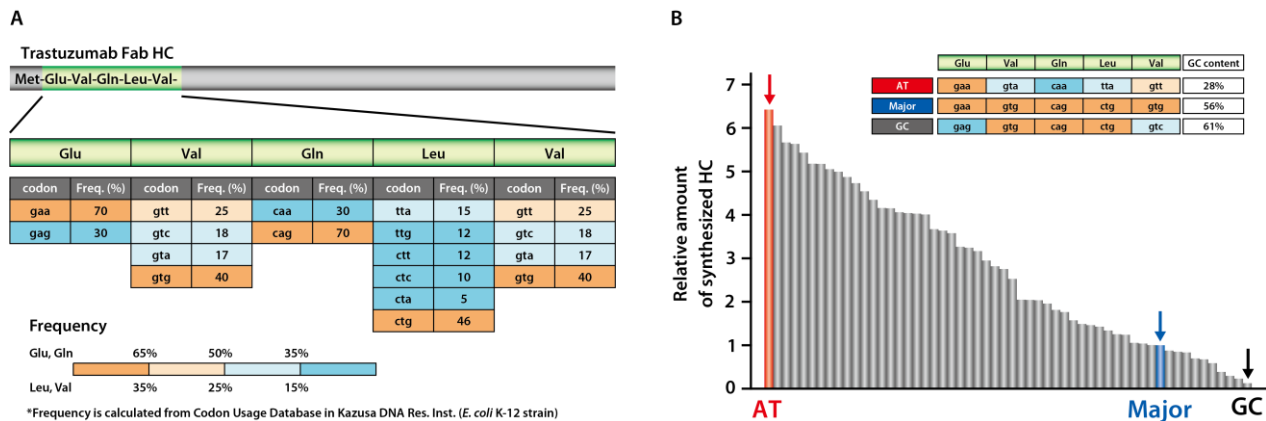 A
Trastuzumab Fab HC
Met-Glu-Val-Gln-Leu-Val-
Glu Val Gln Leu Val
codon Freq. (%) codon Freq. (%) codon Freq. (%) codon Freq. (%) codon Freq. (%)
gaa 70 gtt 25 caa 30 tta 15 gtt 25
gag 30 gtc 18 cag 70 ttg 12 gtc 18
gta 17 ctt 12 gta 17
gtg 40 ctc 10 gtg 40
cta 5
ctg 46
Frequency
Glu, Gln 65% 50% 35%
Leu, Val 35% 25% 15%
*Frequency is calculated from Codon Usage Database in Kazusa DNA Res. Inst. (E. coli K-12 strain)
B
Glu Val Gln Leu Val GC content
AT gaa gta caa tta gtt 28%
Major gaa gtg cag ctg gtg 56%
GC gag gtg cag ctg gtc 61%
Relative amount
of synthesized HC
7
6
5
4
3
2
1
0
AT Major GC